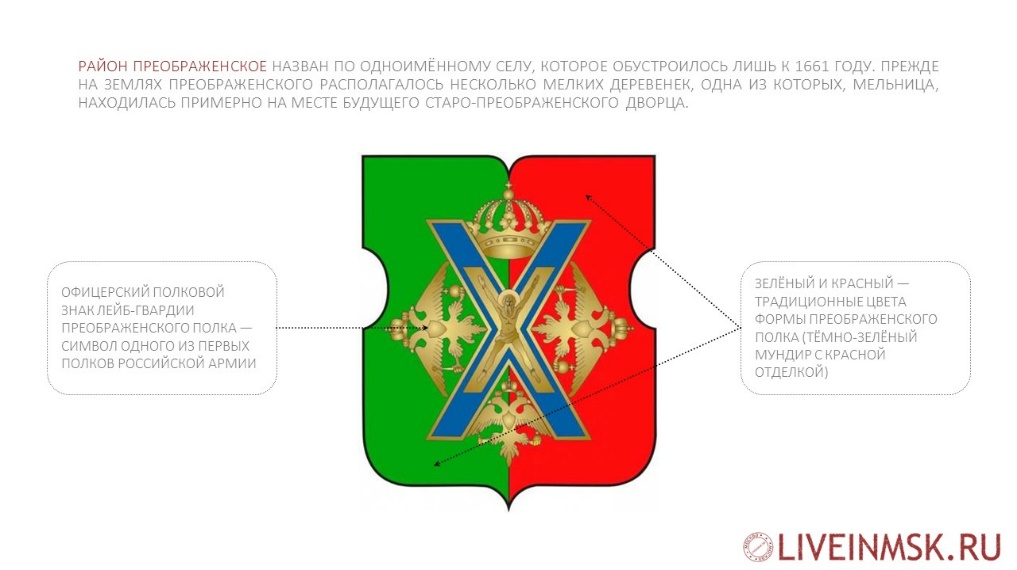 РАЙОН ПРЕОБРАЖЕНСКОЕ НАЗВАН ПО ОДНОИМЁННОМУ СЕЛУ, КОТОРОЕ ОБУСТРОИЛОСЬ ЛИШЬ К 1661 ГОДУ. ПРЕЖДЕ
НА ЗЕМЛЯХ ПРЕОБРАЖЕНСКОГО РАСПОЛАГАЛОСЬ НЕСКОЛЬКО МЕЛКИХ ДЕРЕВЕНЕК, ОДНА ИЗ КОТОРЫХ, МЕЛЬНИЦА,
НАХОДИЛАСЬ ПРИМЕРНО НА МЕСТЕ БУДУЩЕГО СТАРО-ПРЕОБРАЖЕНСКОГО ДВОРЦА.
ОФИЦЕРСКИЙ ПОЛКОВОЙ
ЗНАК ЛЕЙБ-ГВАРДИИ
ПРЕОБРАЖЕНСКОГО ПОЛКА —
СИМВОЛ ОДНОГО ИЗ ПЕРВЫХ
ПОЛКОВ РОССИЙСКОЙ АРМИИ
ЗЕЛЁНЫЙ И КРАСНЫЙ —
ТРАДИЦИОННЫЕ ЦВЕТА
ФОРМЫ ПРЕОБРАЖЕНСКОГО
ПОЛКА (ТЁМНО-ЗЕЛЁНЫЙ
МУНДИР С КРАСНОЙ
ОТДЕЛКОЙ)
LIVEINMSK.RU